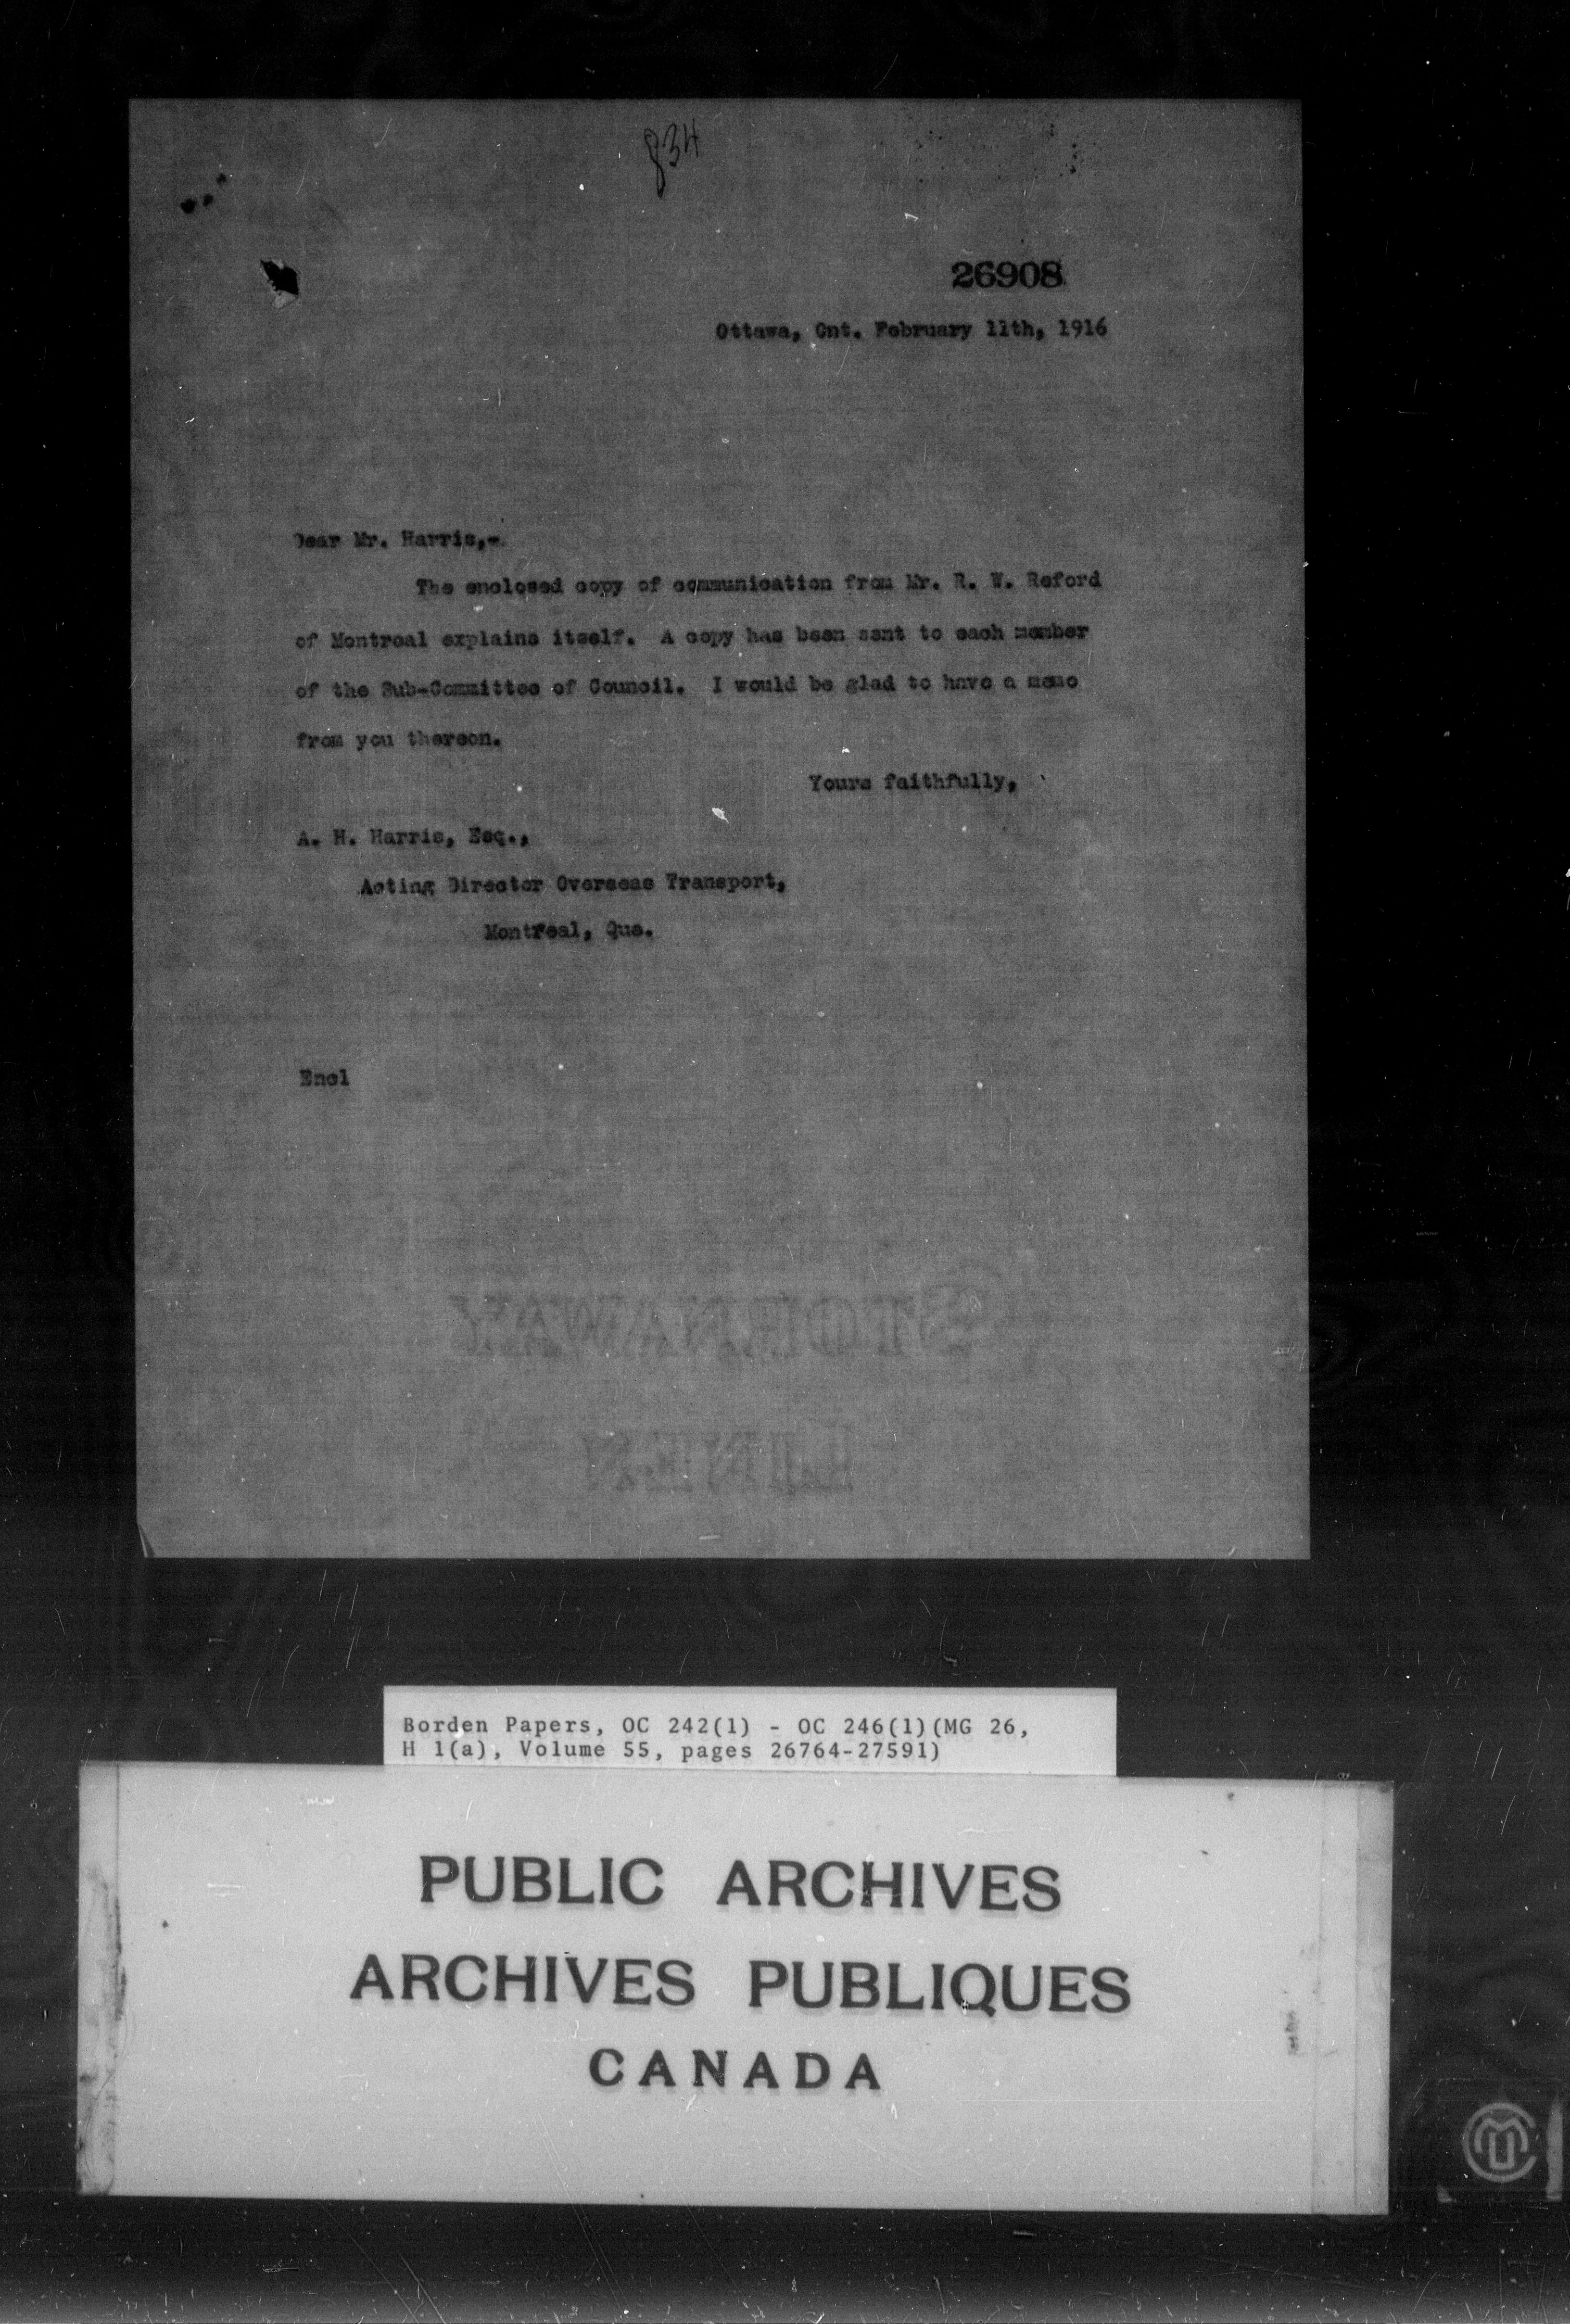 834
26908
Ottawa, Ont. February 11th, 1916
Dear Mr. Harris,-
The enclosed copy of communication from Mr. R. W. Reford
of Montreal explains itself. A copy has been sent to each member
of the Sub-Committee of Council. I would be glad to have a memo
from you thereon.
Yours faithfully,
A. H. Harris, Esq.,
Acting Director Overseas Transport,
Montreal, Que.
Encl
STORNAWAY
LINEN
Borden Papers, OC 242(1) - OC 246(1)(MG 26,
H 1(a), Volume 55, pages 26764-27591)
PUBLIC ARCHIVES
ARCHIVES PUBLIQUES
CANADA